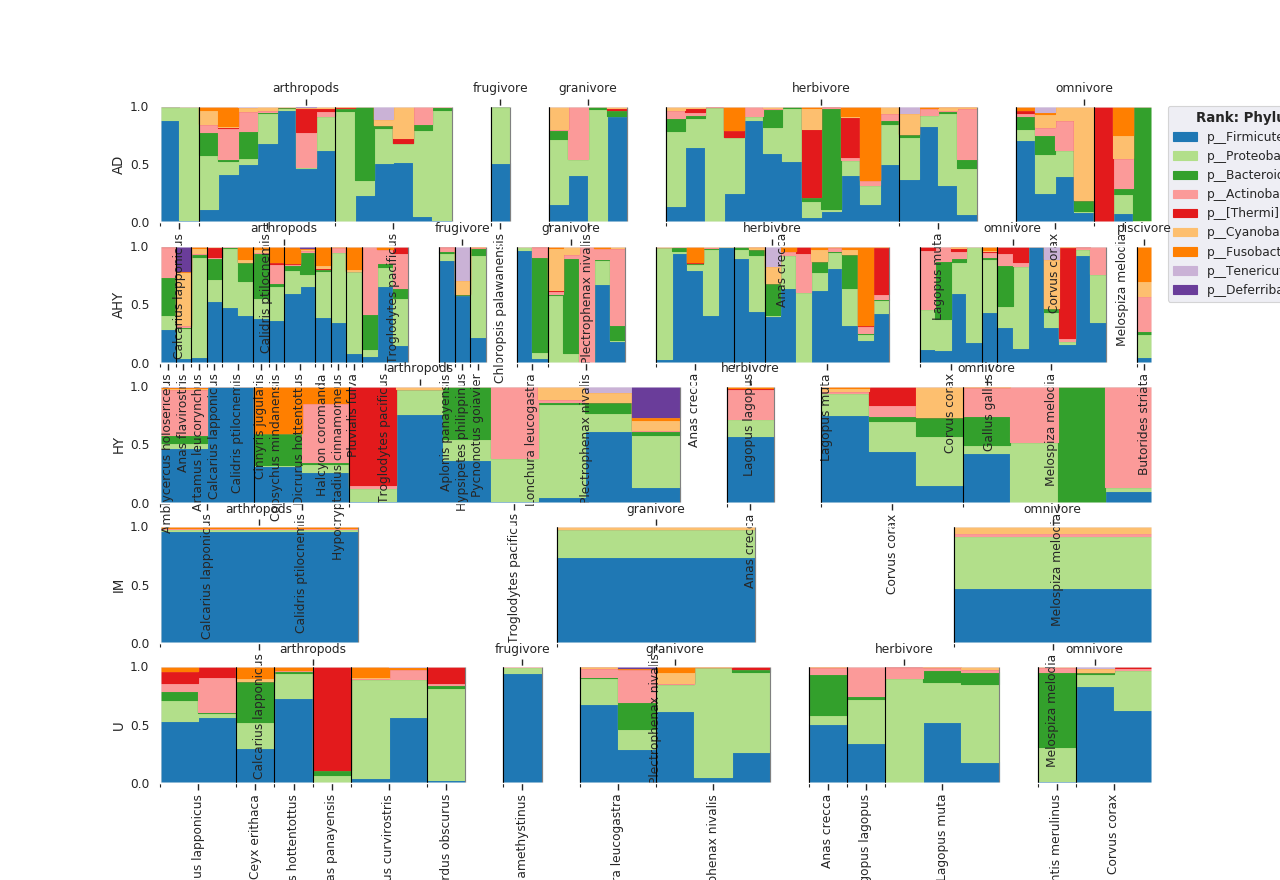 arthropods frugivore granivore herbivore omnivore
1.0
0.5
0.0
AD
Rank: Phylu
p__Firmicute
p__Proteoba
p__Bacteroid
p__Actinoba
p__[Thermi]
p__Cyanoba
p__Fusobact
p__Tenericut
p__Deferriba
Calcarius lapponicus
Calidris ptilocnemis
Troglodytes pacificus
Chloropsis palawanensis
Plectrophenax nivalis
Anas crecca
Lagopus muta
Corvus corax
Melospiza melodia
arthropods frugivore granivore herbivore omnivore piscivore
1.0
0.5
0.0
AHY
Amblycercus holosericeus
Anas flavirostris
Artamus leucorynchus
Calcarius lapponicus
Calidris ptilocnemis
Cinnyris jugularis
Copsychus mindanensis
Dicrurus hottentottus
Halcyon coromanda
Hypocryptadius cinnamomeus
Pluvialis fulva
Troglodytes pacificus
Aplonis panayensis
Hypsipetes philippinus
Pycnonotus goiavier
Lonchura leucogastra
Plectrophenax nivalis
Anas crecca
Lagopus lagopus
Lagopus muta
Corvus corax
Gallus gallus
Melospiza melodia
Butorides striata
arthropods herbivore omnivore
1.0
0.5
0.0
HY
Calcarius lapponicus
Calidris ptilocnemis
Troglodytes pacificus
Anas crecca
Corvus corax
Melospiza melodia
arthropods granivore omnivore
1.0
0.5
0.0
IM
Calcarius lapponicus
Plectrophenax nivalis
Melospiza melodia
arthropods frugivore granivore herbivore omnivore
1.0
0.5
0.0
U
us lapponicus
Ceyx erithaca
s hottentottus
as panayensis
us curvirostris
rdus obscurus
amethystinus
ra leucogastra
phenax nivalis
Anas crecca
gopus lagopus
Lagopus muta
ntis merulinus
Corvus corax